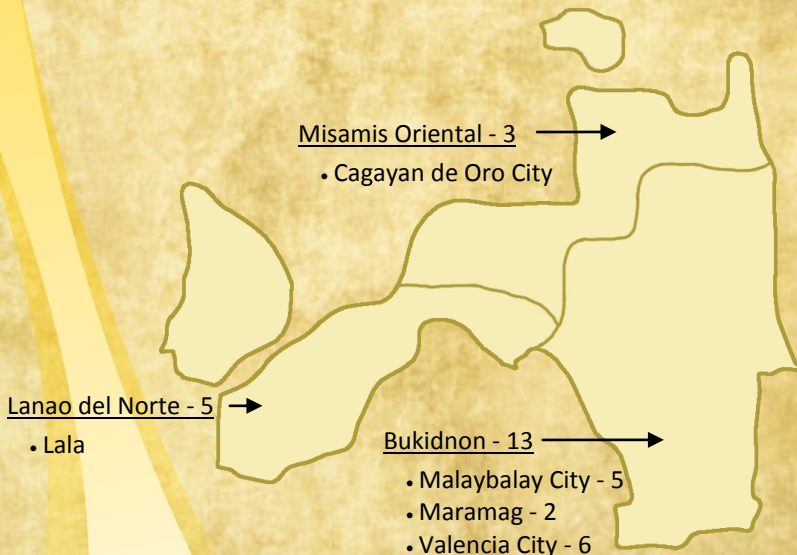 Misamis Oriental - 3
• Cagayan de Oro City
Lanao del Norte - 5
• Lala
Bukidnon - 13
• Malaybalay City - 5
• Maramag - 2
• Valencia City - 6